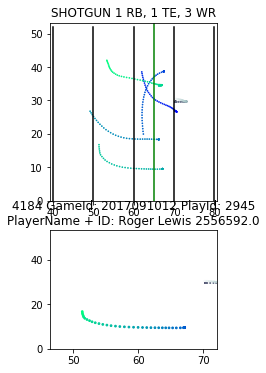 SHOTGUN 1 RB, 1 TE, 3 WR
50
40
30
20
10
0
40 50 60 70 80
4184 GameId: 2017091012 PlayId: 2945
PlayerName + ID: Roger Lewis 2556592.0
40
20
0
50 60 70